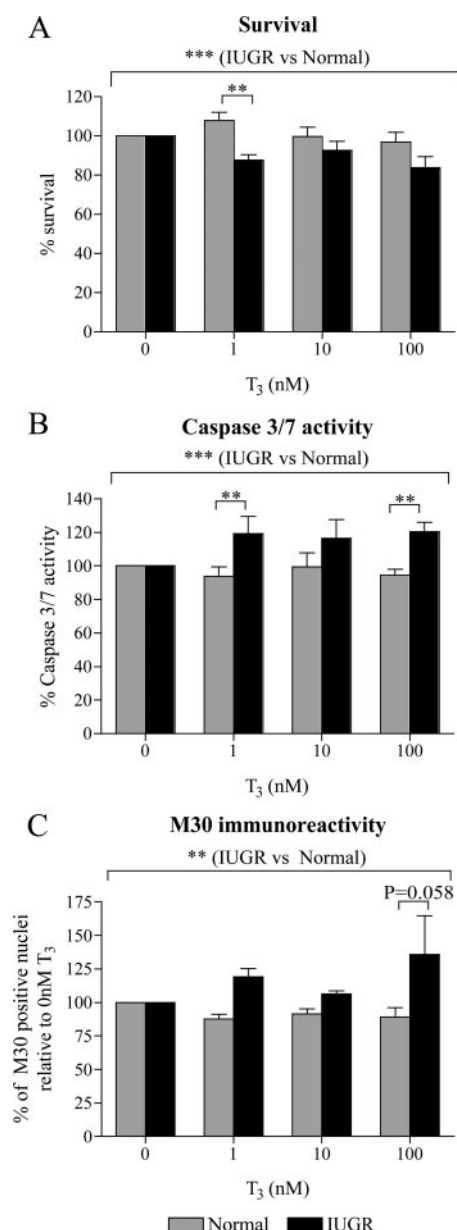 A
Survival
*** (IUGR vs Normal)
**
120
100
80
60
40
20
0
% survival
0 1 10 100
T3 (nM)
B
Caspase 3/7 activity
*** (IUGR vs Normal)
** **
140
120
100
80
60
40
20
0
% Caspase 3/7 activity
0 1 10 100
T3 (nM)
C
M30 immunoreactivity
** (IUGR vs Normal)
P=0.058
175
150
125
100
75
50
25
0
% of M30 positive nuclei
relative to 0nM T3
0 1 10 100
T3 (nM)
Normal IUGR